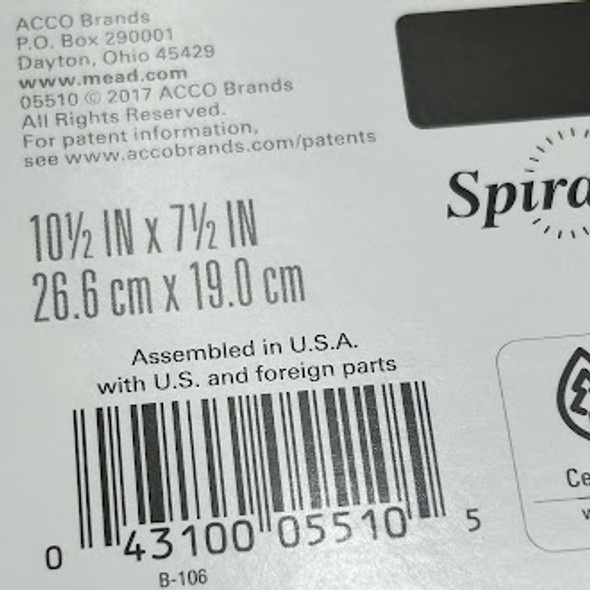 ACCO Brands
P.O. Box 290001
Dayton, Ohio 45429
www.mead.com
05510 © 2017 ACCO Brands
All Rights Reserved.
For patent information,
see www.accobrands.com/patents
Spira
10½ IN x 7½ IN
26.6 cm x 19.0 cm
Assembled in U.S.A.
with U.S. and foreign parts
Ce
0 43100 05510 5
B-106